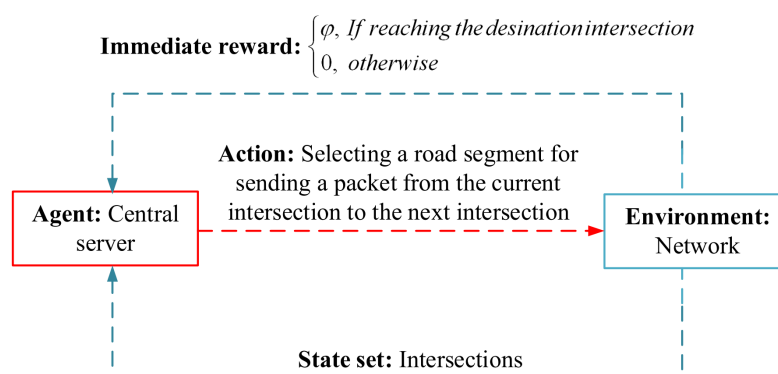 Immediate reward: { φ, If reaching the desination intersection
0, otherwise
Action: Selecting a road segment for
sending a packet from the current
intersection to the next intersection
Agent: Central
server
Environment:
Network
State set: Intersections